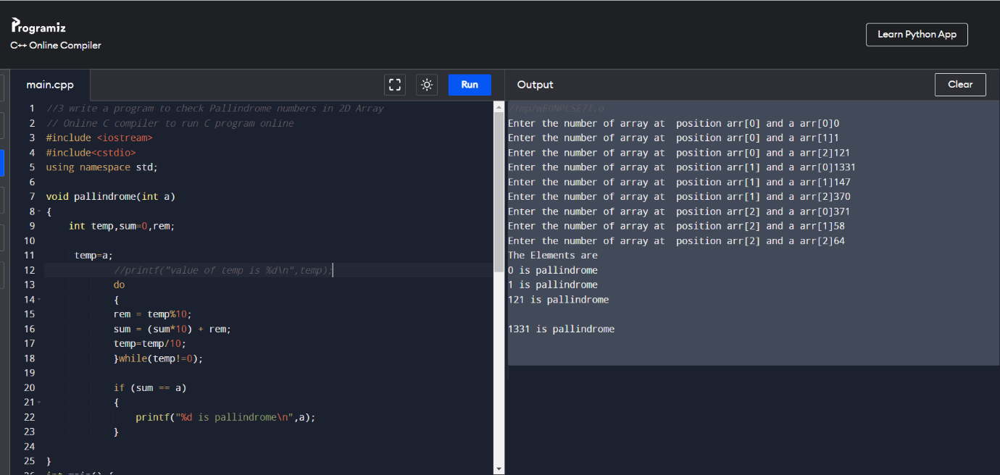 Programiz
C++ Online Compiler
Learn Python App
main.cpp
Run
Output
Clear
1 //3 write a program to check Pallindrome numbers in 2D Array
2 // Online C compiler to run C program online
3 #include <iostream>
4 #include<cstdio>
5 using namespace std;
6
7 void pallindrome(int a)
8 {
9 int temp,sum=0,rem;
10
11 temp=a;
12 //printf("value of temp is %d\n",temp);
13 do
14 {
15 rem = temp%10;
16 sum = (sum*10) + rem;
17 temp=temp/10;
18 }while(temp!=0);
19
20 if (sum == a)
21 {
22 printf("%d is pallindrome\n",a);
23 }
24
25 }
26 int main() {
/tmp/wEONPLSE7I.o
Enter the number of array at  position arr[0] and a arr[0]0
Enter the number of array at  position arr[0] and a arr[1]1
Enter the number of array at  position arr[0] and a arr[2]121
Enter the number of array at  position arr[1] and a arr[0]1331
Enter the number of array at  position arr[1] and a arr[1]147
Enter the number of array at  position arr[1] and a arr[2]370
Enter the number of array at  position arr[2] and a arr[0]371
Enter the number of array at  position arr[2] and a arr[1]58
Enter the number of array at  position arr[2] and a arr[2]64
The Elements are
0 is pallindrome
1 is pallindrome
121 is pallindrome
1331 is pallindrome